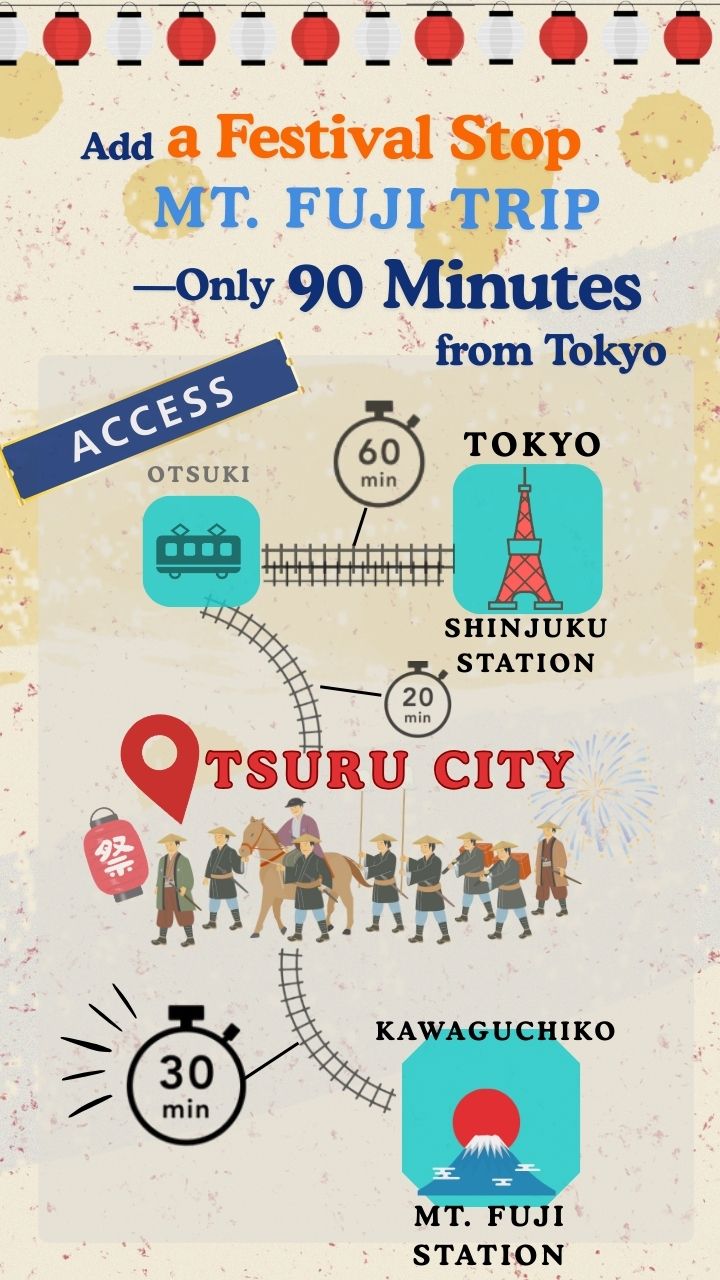 Add a Festival Stop
MT. FUJI TRIP
—Only 90 Minutes
from Tokyo
ACCESS
OTSUKI
60
min
TOKYO
SHINJUKU
STATION
20
min
TSURU CITY
祭
30
min
KAWAGUCHIKO
MT. FUJI
STATION